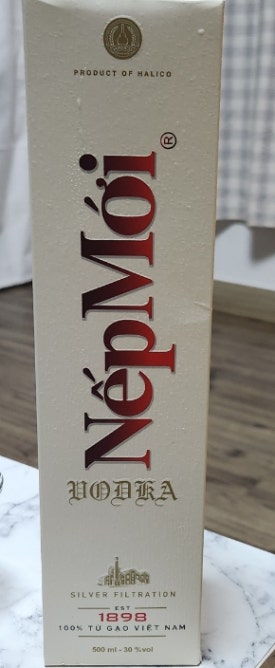 PRODUCT OF HALICO
NếpMới®
VODKA
SILVER FILTRATION
EST
1898
100% TỪ GẠO VIỆT NAM
500 ml - 30 %vol